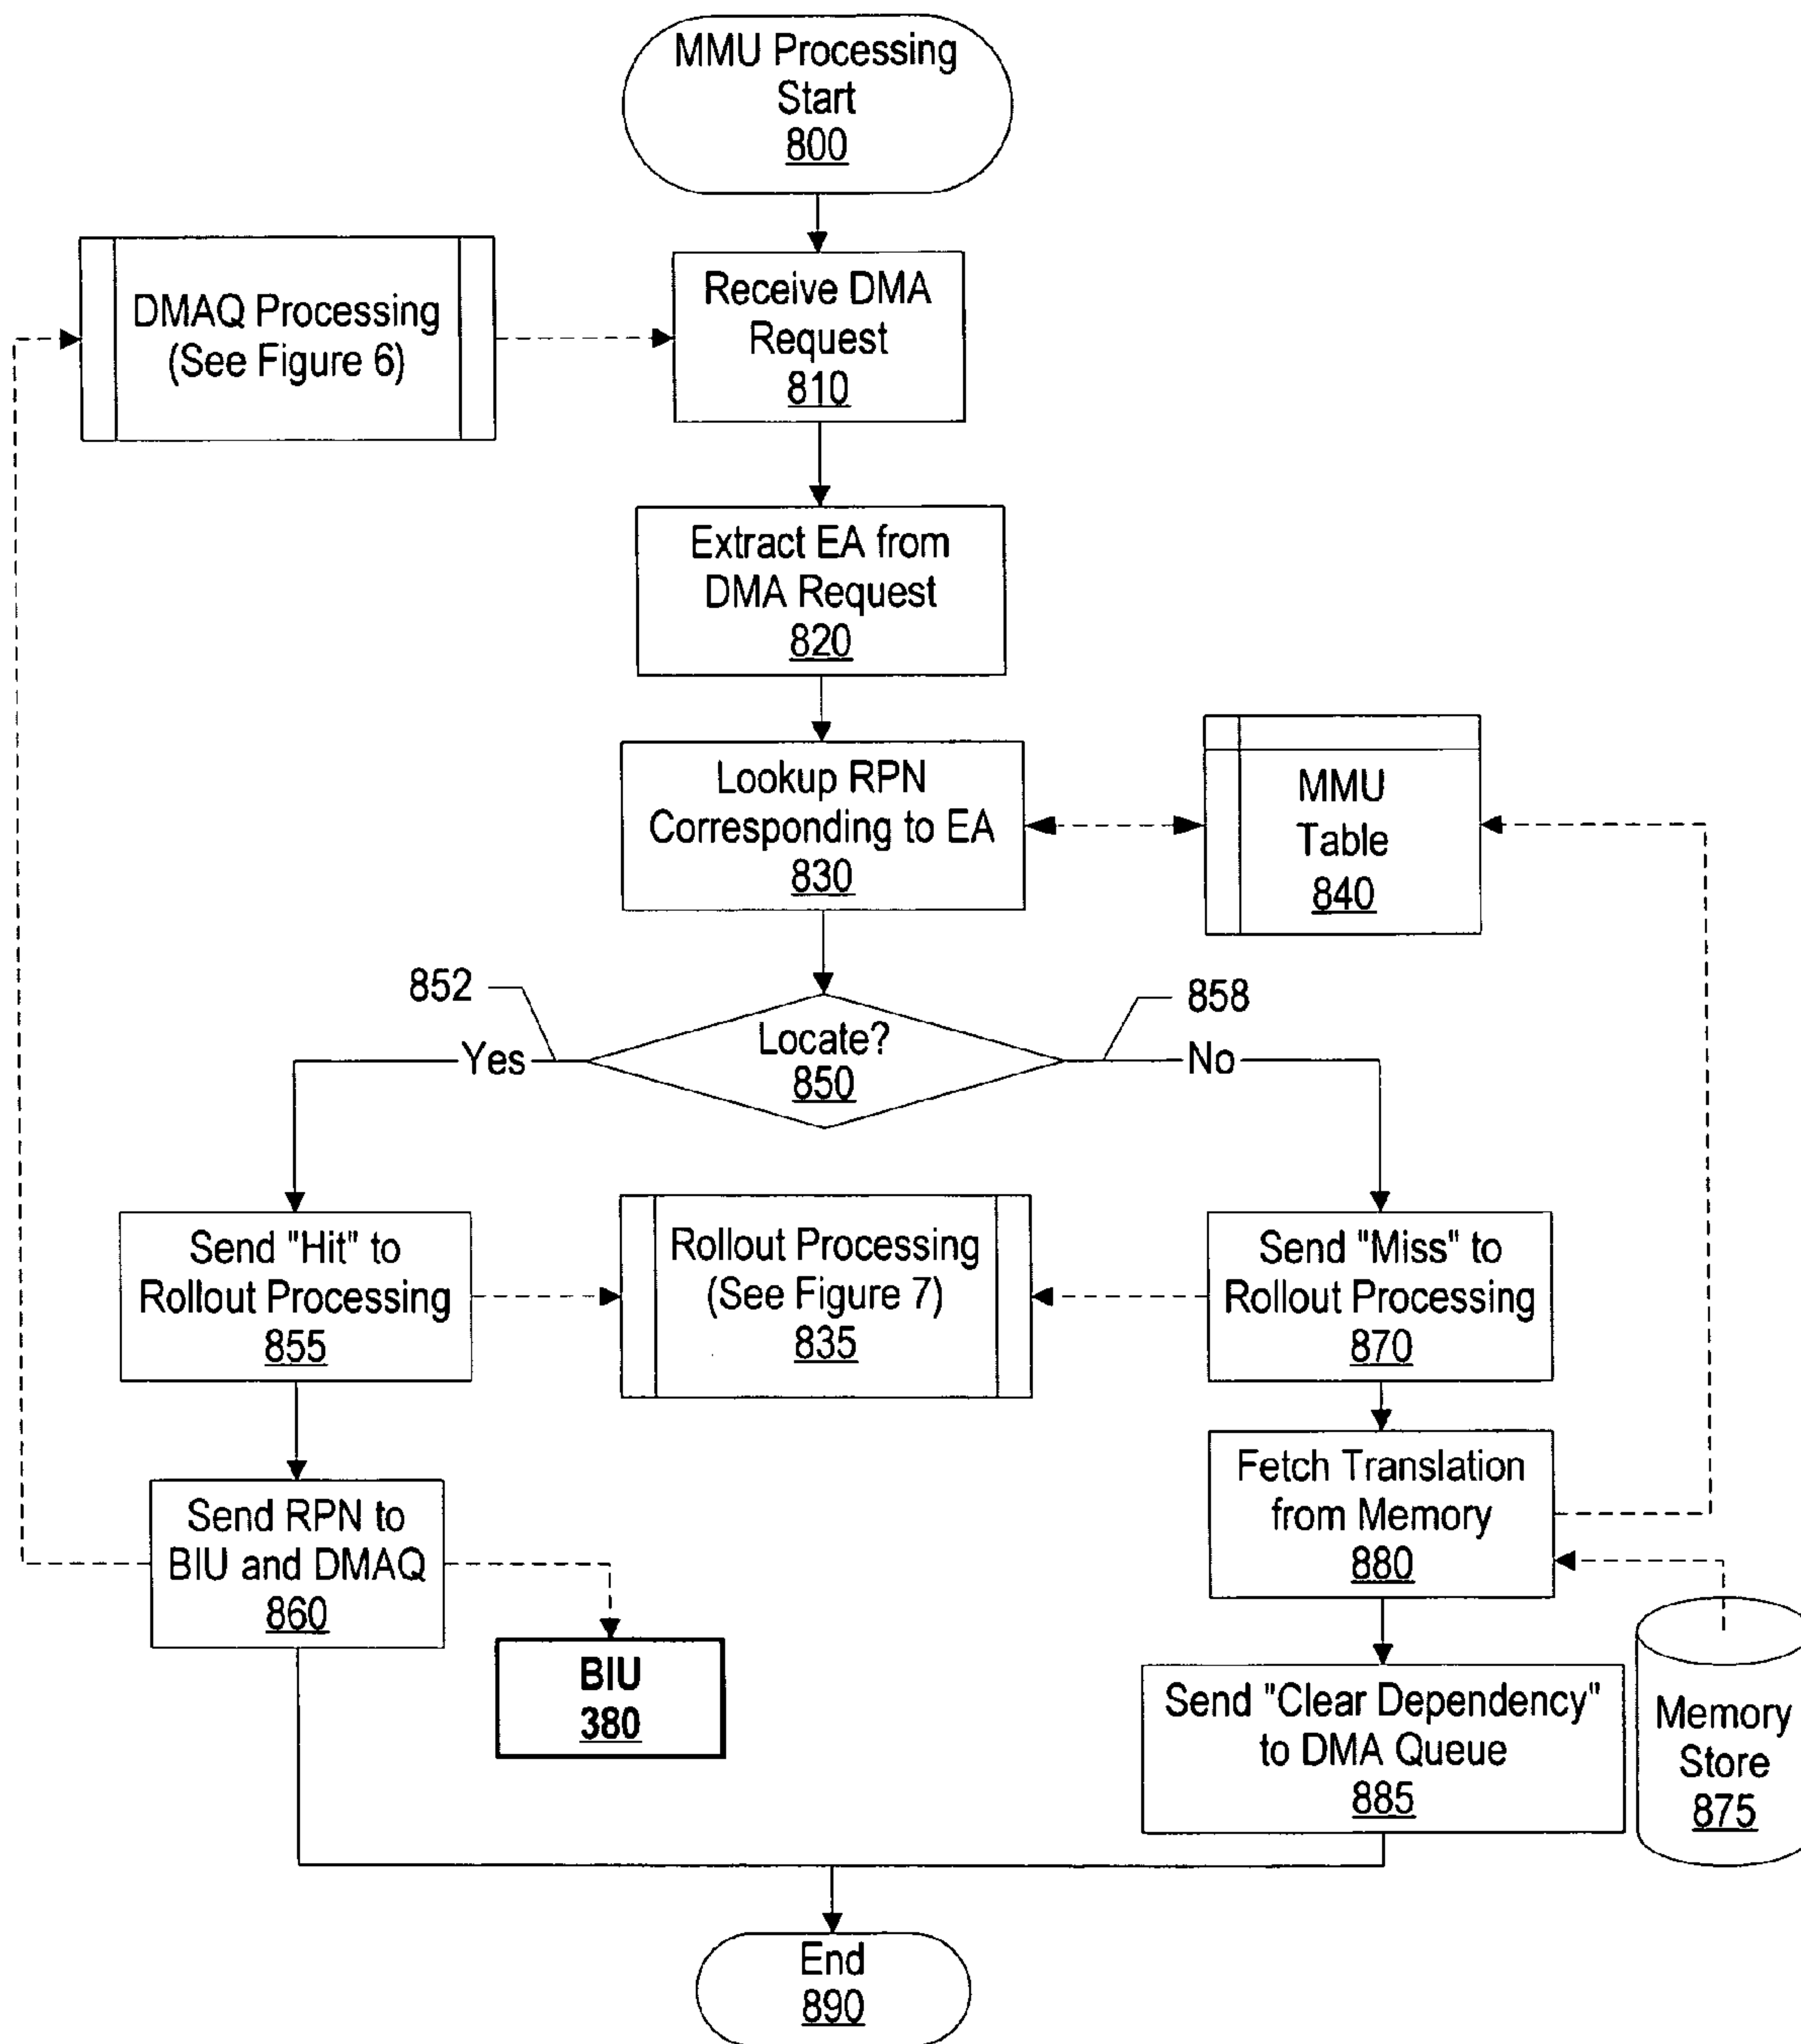 MMU Processing
Start
800
DMAQ Processing
(See Figure 6)
Receive DMA
Request
810
Extract EA from
DMA Request
820
Lookup RPN
Corresponding to EA
830
MMU
Table
840
852
858
Yes
Locate?
850
No
Send "Hit" to
Rollout Processing
855
Rollout Processing
(See Figure 7)
835
Send "Miss" to
Rollout Processing
870
Send RPN to
BIU and DMAQ
860
Fetch Translation
from Memory
880
BIU
380
Send "Clear Dependency"
to DMA Queue
885
Memory
Store
875
End
890